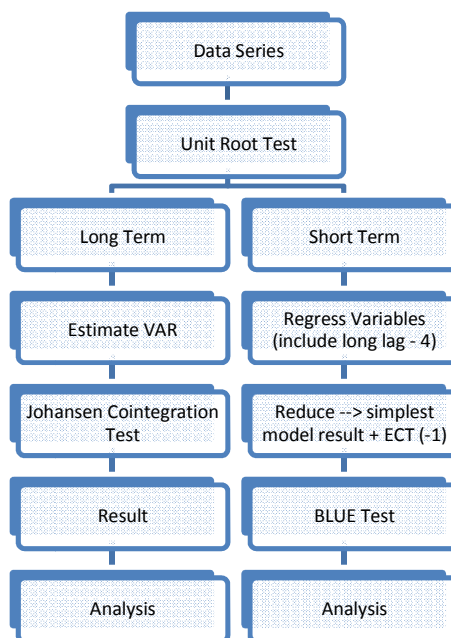 Data Series
Unit Root Test
Long Term
Estimate VAR
Johansen Cointegration
Test
Result
Analysis
Short Term
Regress Variables
(include long lag - 4)
Reduce --> simplest
model result + ECT (-1)
BLUE Test
Analysis